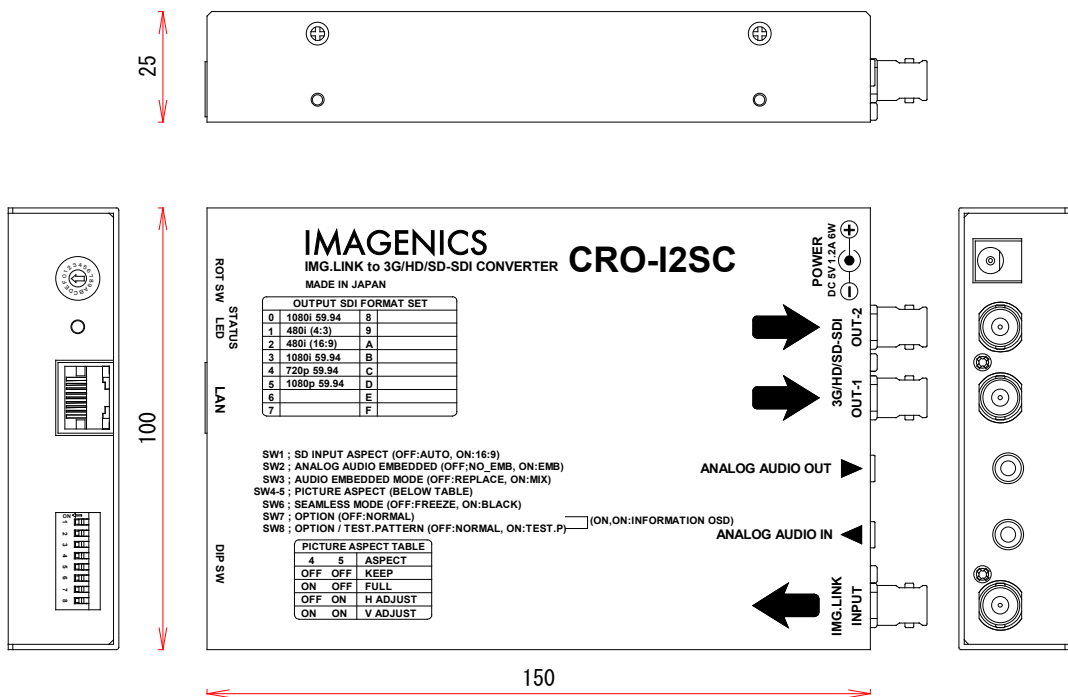 25
IMAGENICS
IMG.LINK to 3G/HD/SD-SDI CONVERTER CRO-I2SC
MADE IN JAPAN
POWER
DC 5V 1.2A 6W
ROT SW
STATUS
LED
LAN
DIP SW
OUTPUT SDI FORMAT SET
0 1080i 59.94 8
1 480i (4:3) 9
2 480i (16:9) A
3 1080i 59.94 B
4 720p 59.94 C
5 1080p 59.94 D
6 E
7 F
3G/HD/SD-SDI
OUT-2
OUT-1
SW1 ; SD INPUT ASPECT (OFF:AUTO, ON:16:9)
SW2 ; ANALOG AUDIO EMBEDDED (OFF;NO_EMB, ON:EMB)
SW3 ; AUDIO EMBEDDED MODE (OFF:REPLACE, ON:MIX)
SW4-5 ; PICTURE ASPECT (BELOW TABLE)
SW6 ; SEAMLESS MODE (OFF:FREEZE, ON:BLACK)
SW7 ; OPTION (OFF:NORMAL)
SW8 ; OPTION / TEST.PATTERN (OFF:NORMAL, ON:TEST.P)
(ON,ON:INFORMATION OSD)
ANALOG AUDIO OUT
ANALOG AUDIO IN
PICTURE ASPECT TABLE
4 5 ASPECT
OFF OFF KEEP
ON OFF FULL
OFF ON H ADJUST
ON ON V ADJUST
IMG.LINK
INPUT
0123456789ABCDEF
ON
1
2
3
4
5
6
7
8
100
150